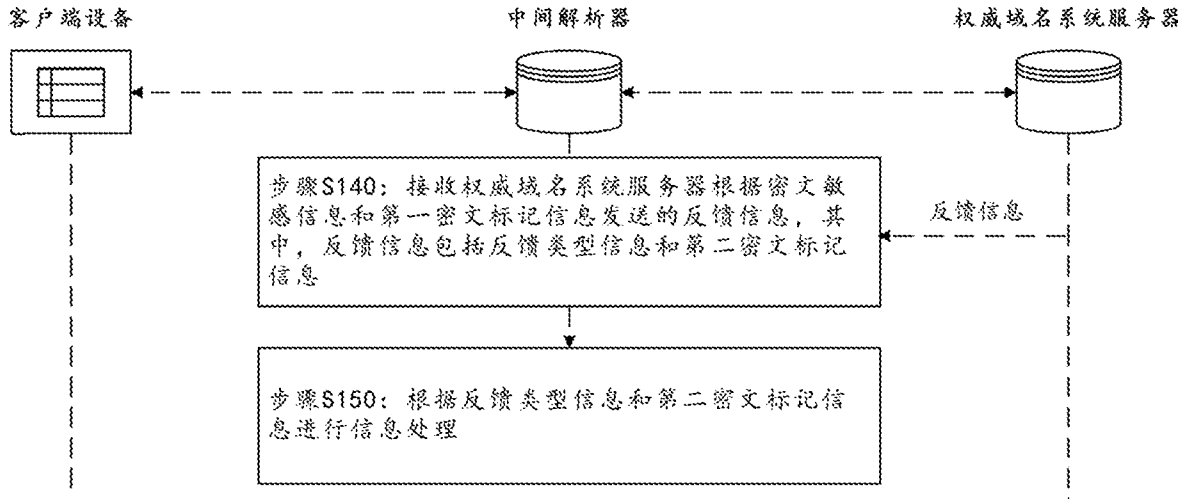 客户端设备
中间解析器
权威域名系统服务器
步骤S140：接收权威域名系统服务器根据密文敏
感信息和第一密文标记信息发送的反馈信息，其
中，反馈信息包括反馈类型信息和第二密文标记
信息
反馈信息
步骤S150：根据反馈类型信息和第二密文标记信
息进行信息处理